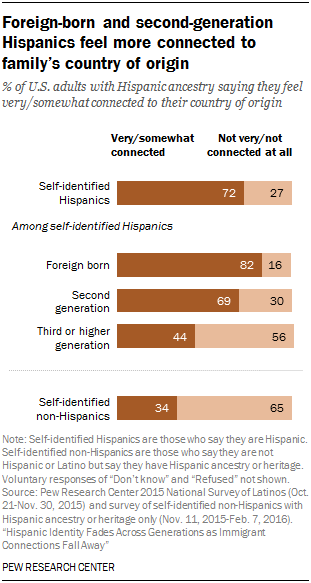 Foreign-born and second-generation
Hispanics feel more connected to
family's country of origin
% of U.S. adults with Hispanic ancestry saying they feel
very/somewhat connected to their country of origin
Very/somewhat connected Not very/not connected at all
Self-identified Hispanics 72 27
Among self-identified Hispanics
Foreign born 82 16
Second generation 69 30
Third or higher generation 44 56
Self-identified non-Hispanics 34 65
Note: Self-identified Hispanics are those who say they are Hispanic.
Self-identified non-Hispanics are those who say they are not
Hispanic or Latino but say they have Hispanic ancestry or heritage.
Voluntary responses of "Don't know" and "Refused" not shown.
Source: Pew Research Center 2015 National Survey of Latinos (Oct.
21-Nov. 30, 2015) and survey of self-identified non-Hispanics with
Hispanic ancestry or heritage only (Nov. 11, 2015-Feb. 7, 2016).
"Hispanic Identity Fades Across Generations as Immigrant
Connections Fall Away"
PEW RESEARCH CENTER